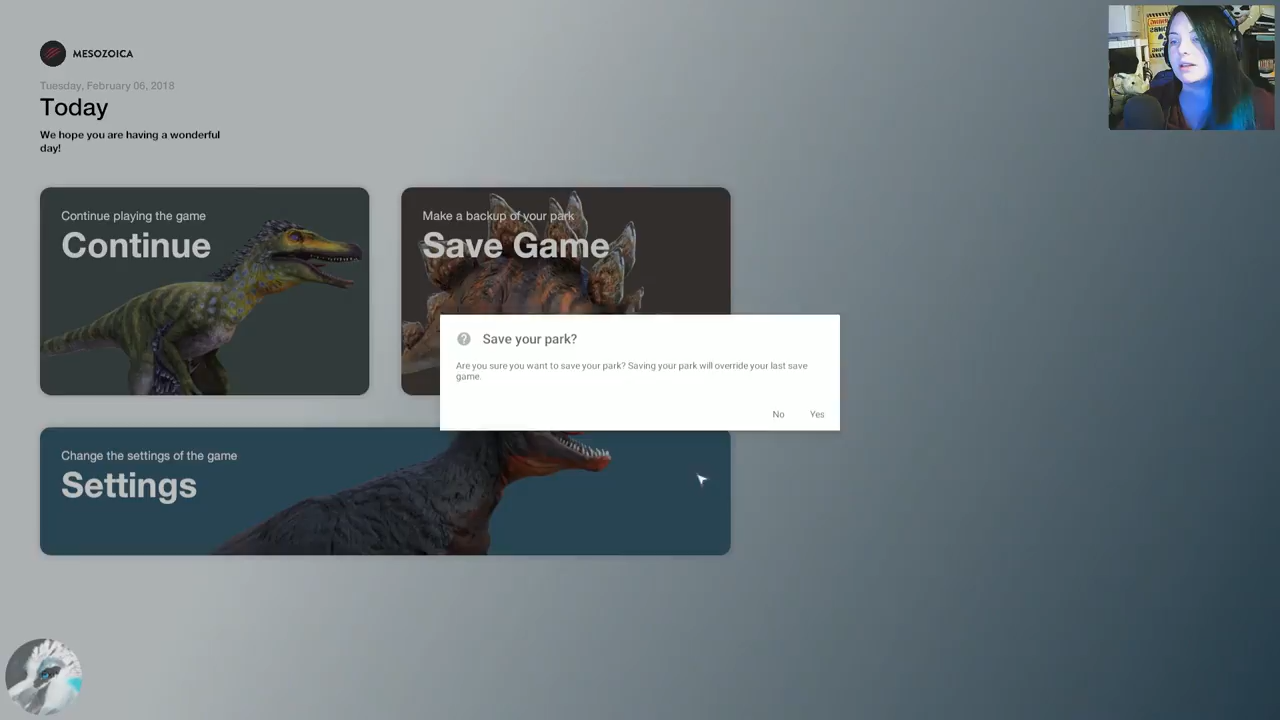 MESOZOICA
Tuesday, February 06, 2018
Today
We hope you are having a wonderful
day!
Continue playing the game
Continue
Make a backup of your park
Save Game
Save your park?
Are you sure you want to save your park? Saving your park will override your last save
game.
No
Yes
Change the settings of the game
Settings